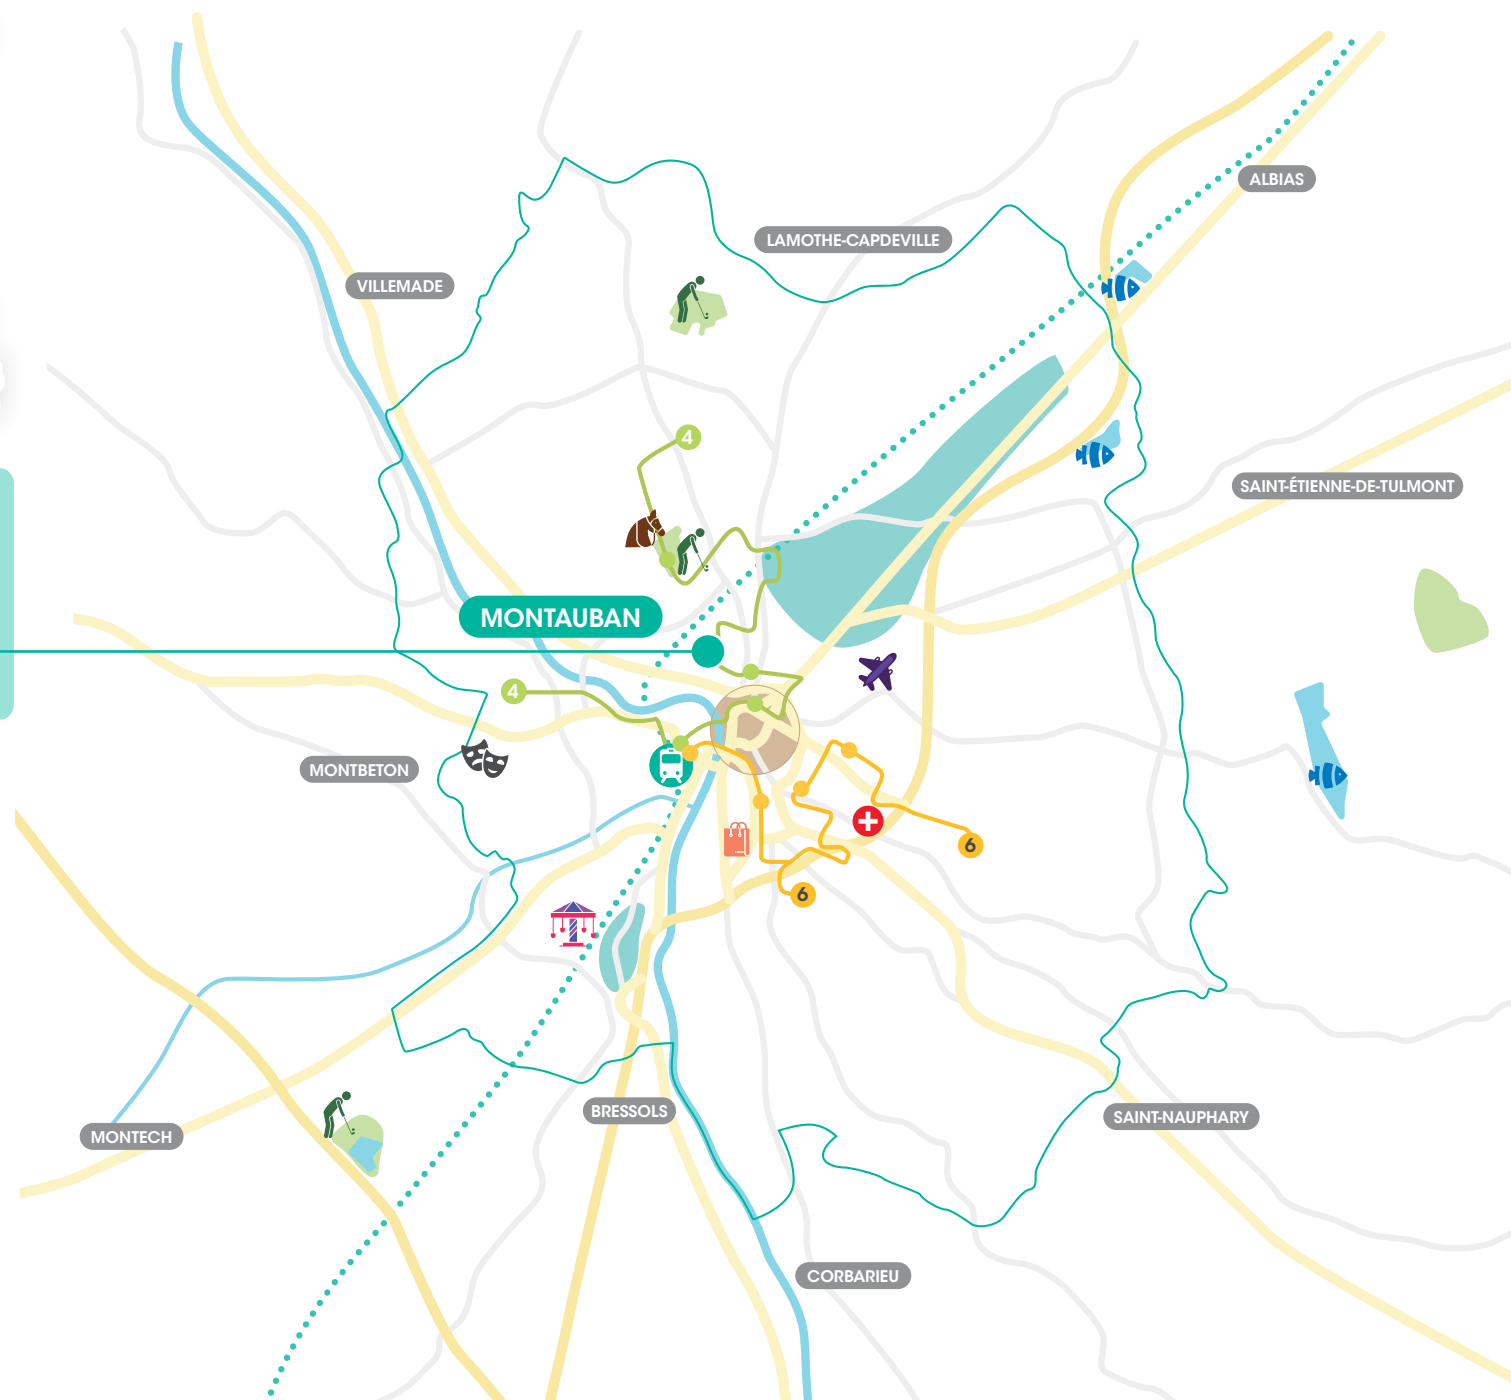 ALBIAS
LAMOTHE-CAPDEVILLE
VILLEMADE
4
SAINT-ÉTIENNE-DE-TULMONT
MONTAUBAN
4
MONTBETON
6
6
BRESSOLS
SAINT-NAUPHARY
MONTECH
CORBARIEU